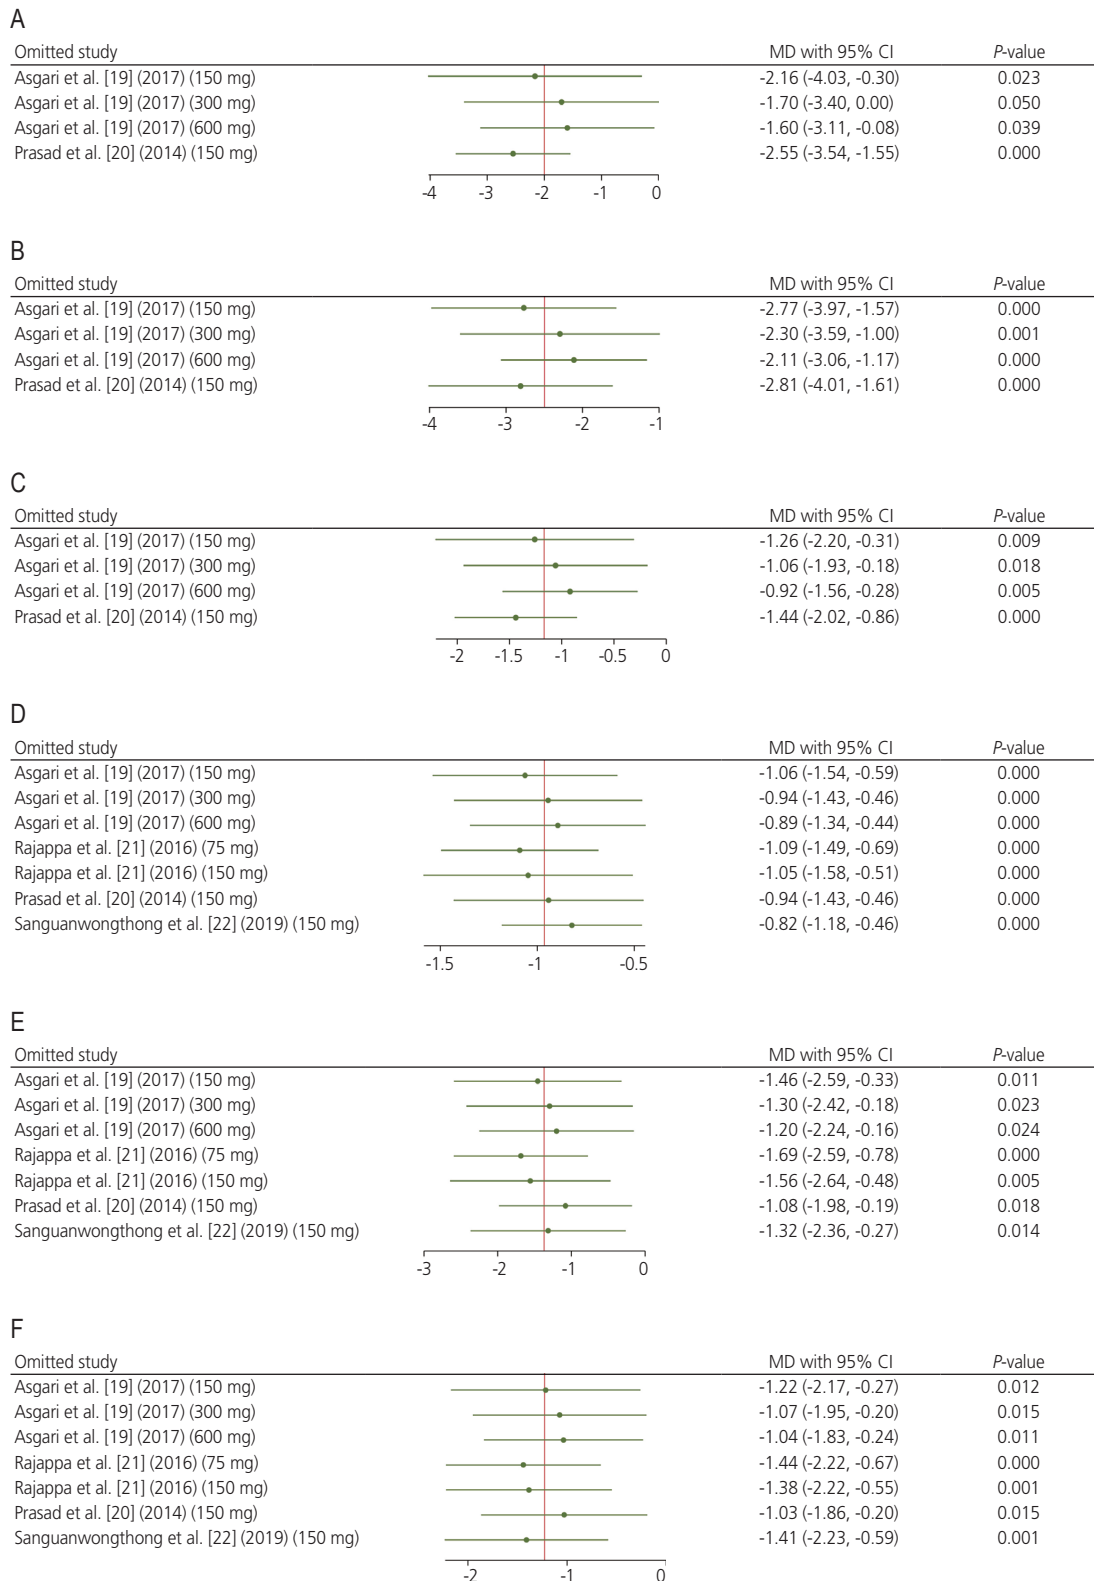 A
Omitted study MD with 95% CI P-value
Asgari et al. [19] (2017) (150 mg) -2.16 (-4.03, -0.30) 0.023
Asgari et al. [19] (2017) (300 mg) -1.70 (-3.40, 0.00) 0.050
Asgari et al. [19] (2017) (600 mg) -1.60 (-3.11, -0.08) 0.039
Prasad et al. [20] (2014) (150 mg) -2.55 (-3.54, -1.55) 0.000
-4 -3 -2 -1 0
B
Omitted study MD with 95% CI P-value
Asgari et al. [19] (2017) (150 mg) -2.77 (-3.97, -1.57) 0.000
Asgari et al. [19] (2017) (300 mg) -2.30 (-3.59, -1.00) 0.001
Asgari et al. [19] (2017) (600 mg) -2.11 (-3.06, -1.17) 0.000
Prasad et al. [20] (2014) (150 mg) -2.81 (-4.01, -1.61) 0.000
-4 -3 -2 -1
C
Omitted study MD with 95% CI P-value
Asgari et al. [19] (2017) (150 mg) -1.26 (-2.20, -0.31) 0.009
Asgari et al. [19] (2017) (300 mg) -1.06 (-1.93, -0.18) 0.018
Asgari et al. [19] (2017) (600 mg) -0.92 (-1.56, -0.28) 0.005
Prasad et al. [20] (2014) (150 mg) -1.44 (-2.02, -0.86) 0.000
-2 -1.5 -1 -0.5 0
D
Omitted study MD with 95% CI P-value
Asgari et al. [19] (2017) (150 mg) -1.06 (-1.54, -0.59) 0.000
Asgari et al. [19] (2017) (300 mg) -0.94 (-1.43, -0.46) 0.000
Asgari et al. [19] (2017) (600 mg) -0.89 (-1.34, -0.44) 0.000
Rajappa et al. [21] (2016) (75 mg) -1.09 (-1.49, -0.69) 0.000
Rajappa et al. [21] (2016) (150 mg) -1.05 (-1.58, -0.51) 0.000
Prasad et al. [20] (2014) (150 mg) -0.94 (-1.43, -0.46) 0.000
Sanguanwongthong et al. [22] (2019) (150 mg) -0.82 (-1.18, -0.46) 0.000
-1.5 -1 -0.5
E
Omitted study MD with 95% CI P-value
Asgari et al. [19] (2017) (150 mg) -1.46 (-2.59, -0.33) 0.011
Asgari et al. [19] (2017) (300 mg) -1.30 (-2.42, -0.18) 0.023
Asgari et al. [19] (2017) (600 mg) -1.20 (-2.24, -0.16) 0.024
Rajappa et al. [21] (2016) (75 mg) -1.69 (-2.59, -0.78) 0.000
Rajappa et al. [21] (2016) (150 mg) -1.56 (-2.64, -0.48) 0.005
Prasad et al. [20] (2014) (150 mg) -1.08 (-1.98, -0.19) 0.018
Sanguanwongthong et al. [22] (2019) (150 mg) -1.32 (-2.36, -0.27) 0.014
-3 -2 -1 0
F
Omitted study MD with 95% CI P-value
Asgari et al. [19] (2017) (150 mg) -1.22 (-2.17, -0.27) 0.012
Asgari et al. [19] (2017) (300 mg) -1.07 (-1.95, -0.20) 0.015
Asgari et al. [19] (2017) (600 mg) -1.04 (-1.83, -0.24) 0.011
Rajappa et al. [21] (2016) (75 mg) -1.44 (-2.22, -0.67) 0.000
Rajappa et al. [21] (2016) (150 mg) -1.38 (-2.22, -0.55) 0.001
Prasad et al. [20] (2014) (150 mg) -1.03 (-1.86, -0.20) 0.015
Sanguanwongthong et al. [22] (2019) (150 mg) -1.41 (-2.23, -0.59) 0.001
-2 -1 0